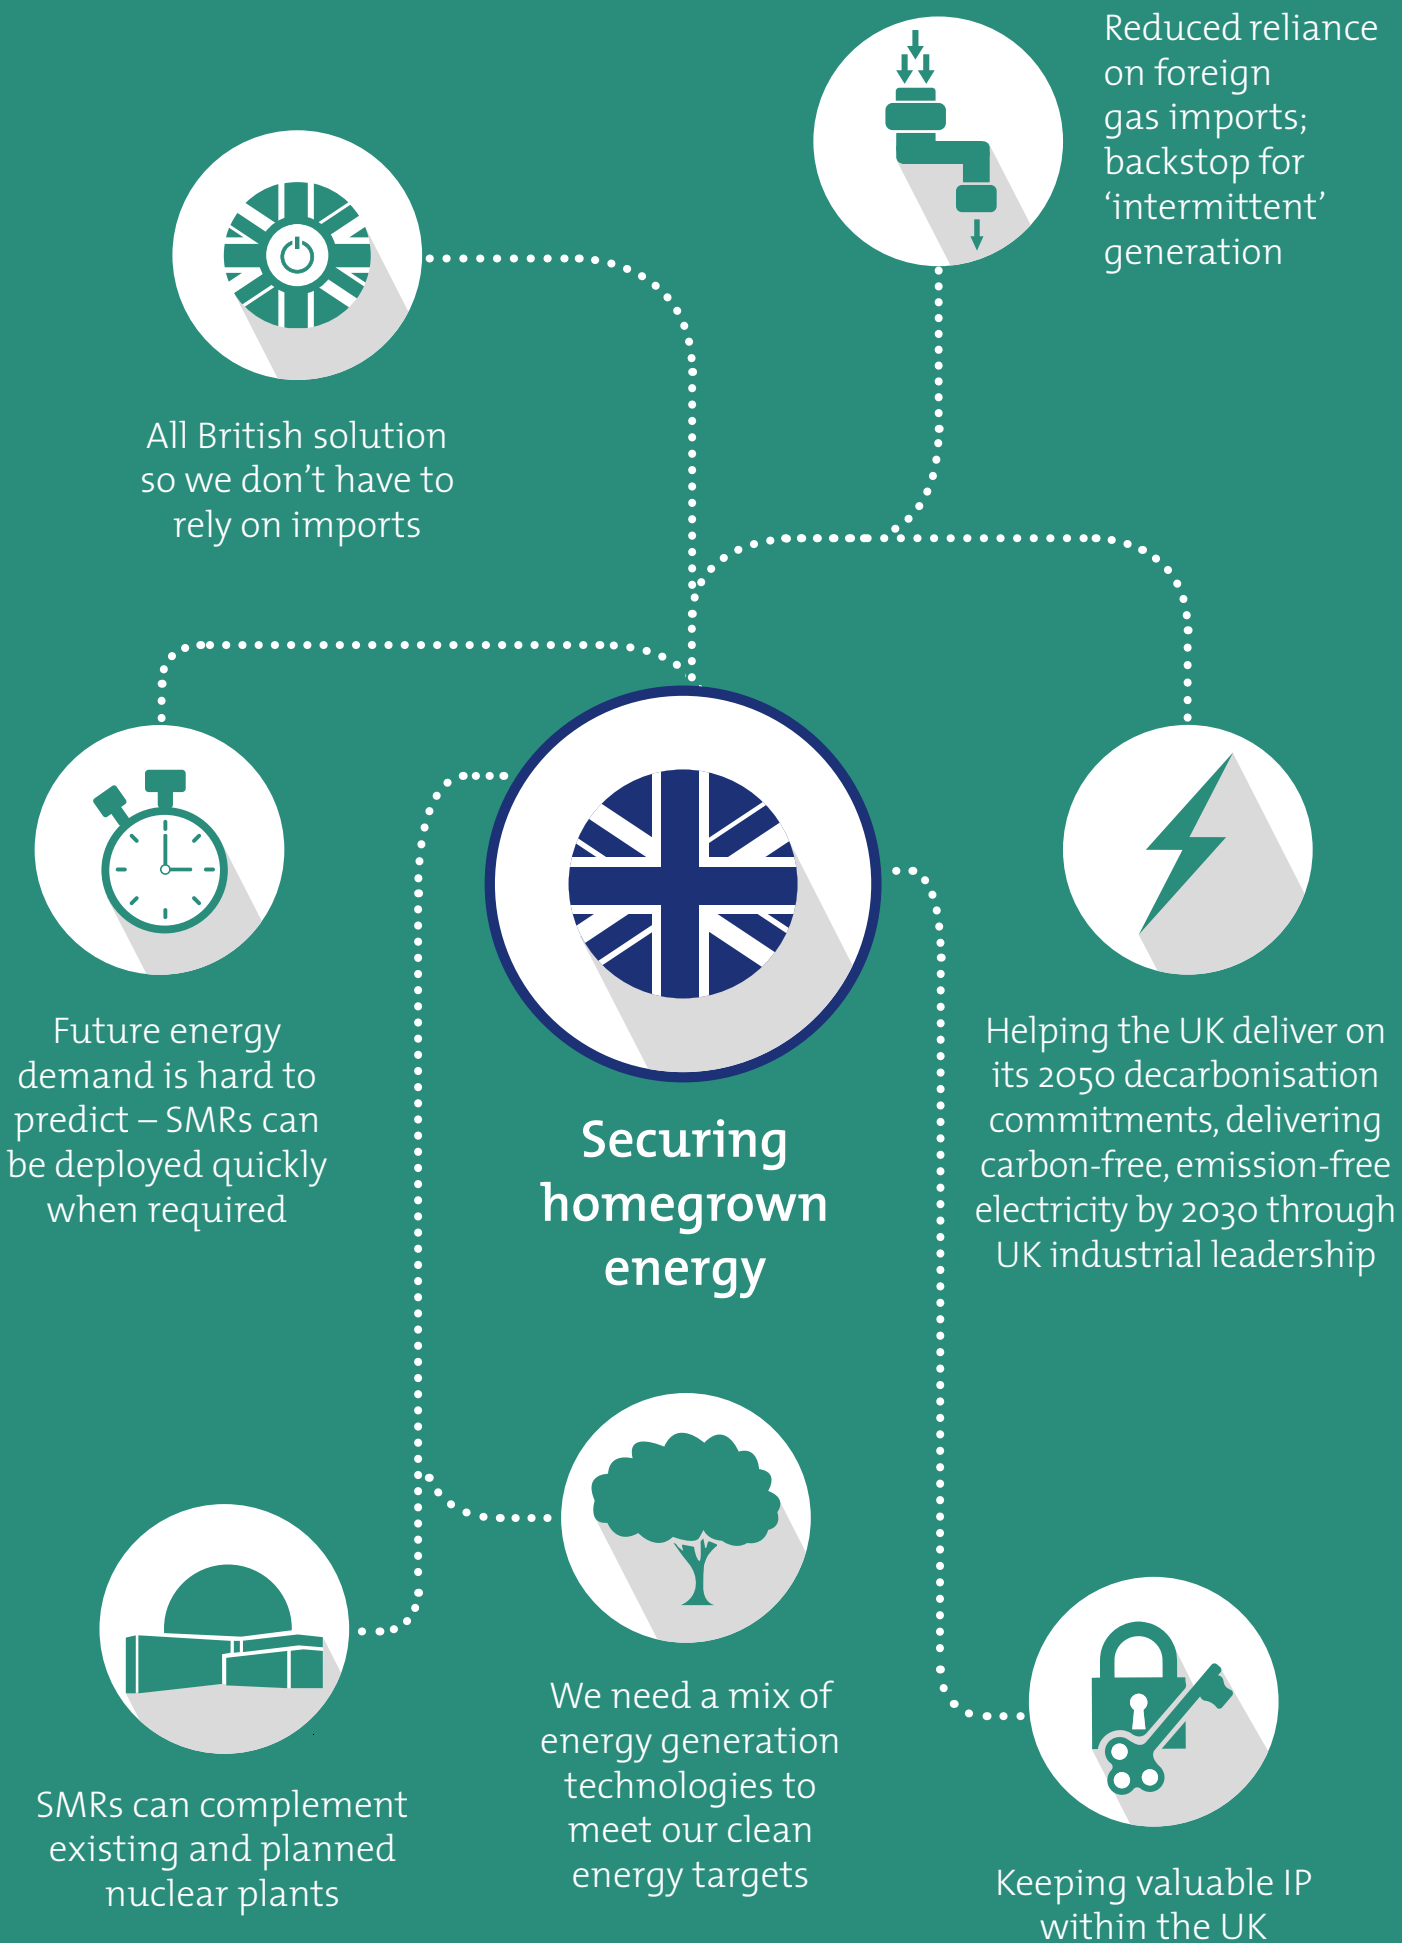 Reduced reliance
on foreign
gas imports;
backstop for
‘intermittent’
generation
All British solution
so we don’t have to
rely on imports
Future energy
demand is hard to
predict – SMRs can
be deployed quickly
when required
Securing
homegrown
energy
Helping the UK deliver on
its 2050 decarbonisation
commitments, delivering
carbon-free, emission-free
electricity by 2030 through
UK industrial leadership
SMRs can complement
existing and planned
nuclear plants
We need a mix of
energy generation
technologies to
meet our clean
energy targets
Keeping valuable IP
within the UK